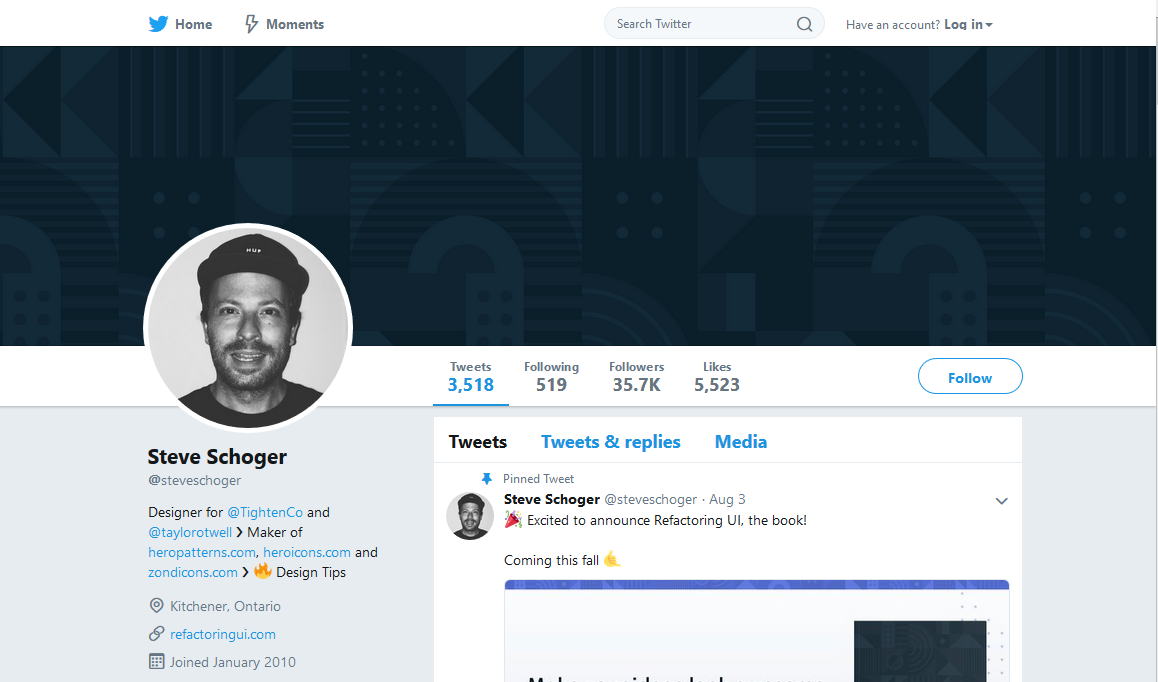 Home
Moments
Search Twitter
Have an account? Log in
HUF
Tweets
3,518
Following
519
Followers
35.7K
Likes
5,523
Follow
Steve Schoger
@steveschoger
Designer for @TightenCo and
@taylorotwell ❯ Maker of
heropatterns.com, heroicons.com and
zondicons.com ❯ 🔥 Design Tips
Kitchener, Ontario
refactoringui.com
Joined January 2010
Tweets
Tweets & replies
Media
Pinned Tweet
Steve Schoger @steveschoger · Aug 3
🎉 Excited to announce Refactoring UI, the book!
Coming this fall 🤙